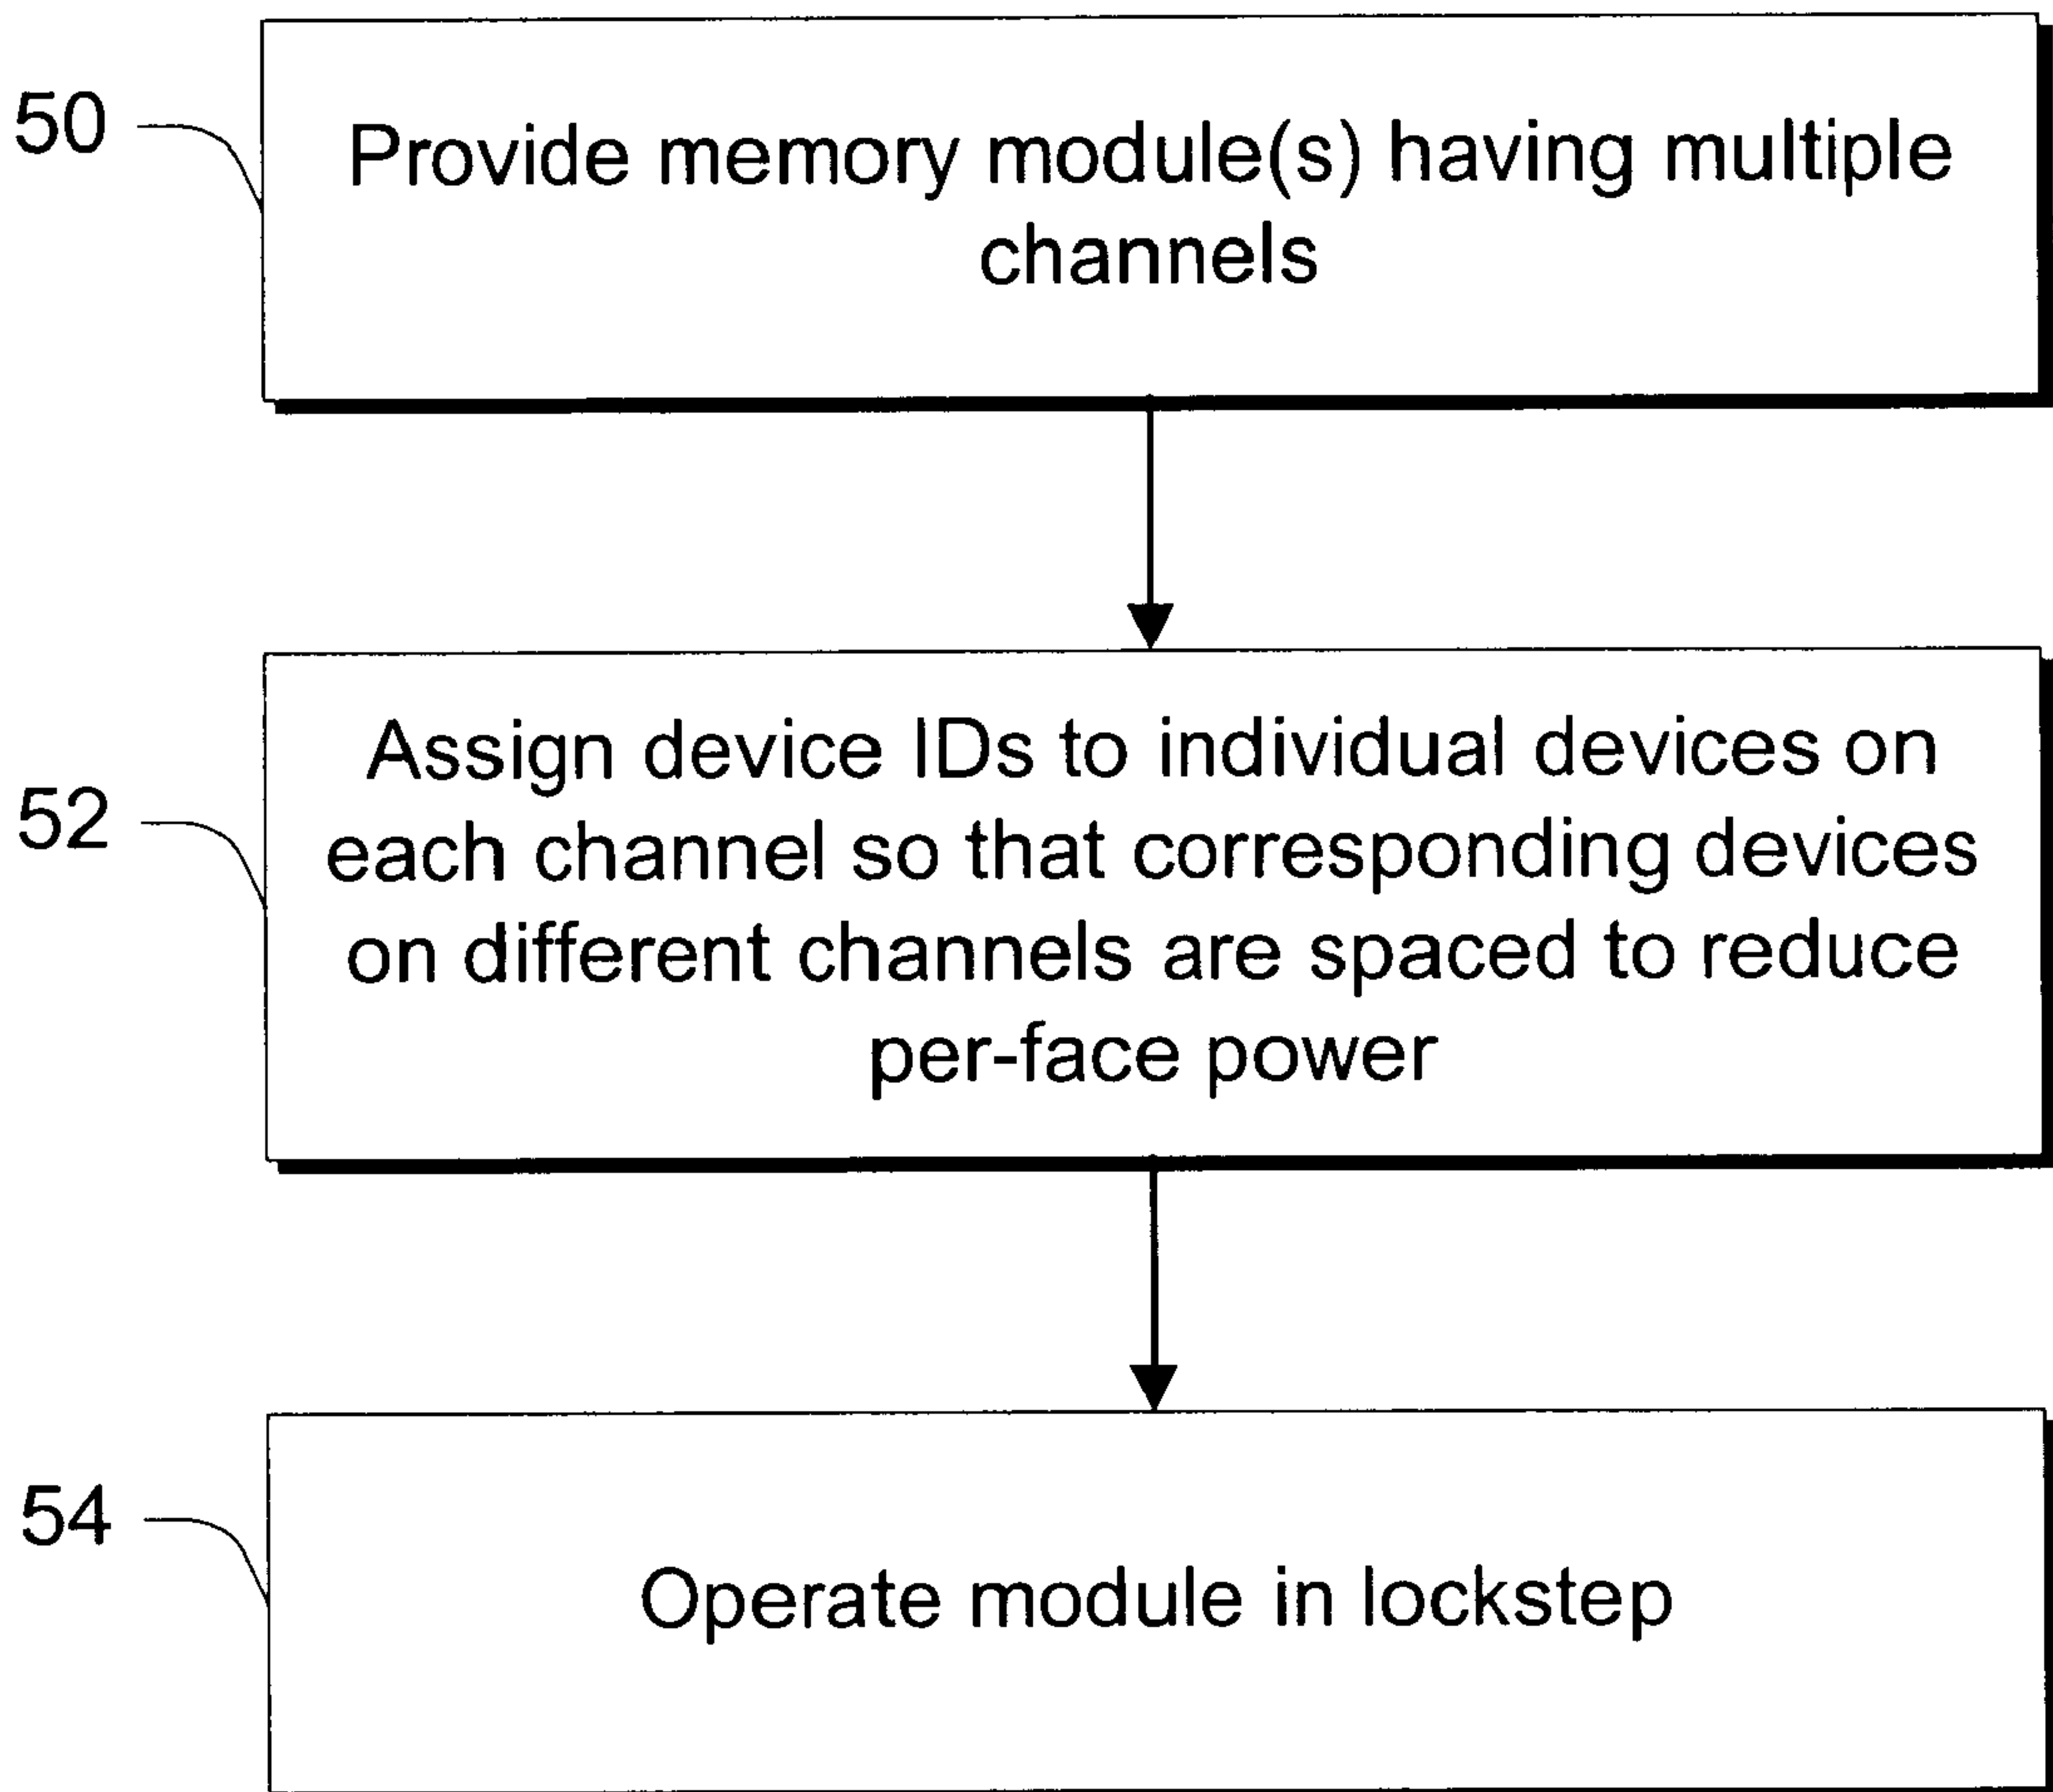 50
Provide memory module(s) having multiple
channels
52
Assign device IDs to individual devices on
each channel so that corresponding devices
on different channels are spaced to reduce
per-face power
54
Operate module in lockstep